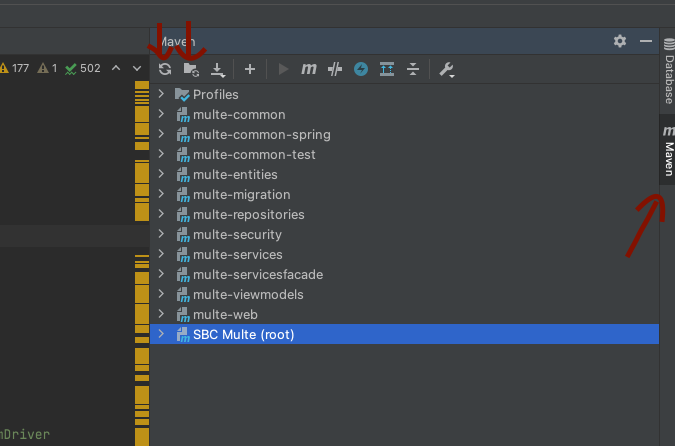 Maven
177 1 502
Profiles
multe-common
multe-common-spring
multe-common-test
multe-entities
multe-migration
multe-repositories
multe-security
multe-services
multe-servicesfacade
multe-viewmodels
multe-web
SBC Multe (root)
Database
m Maven
nDriver